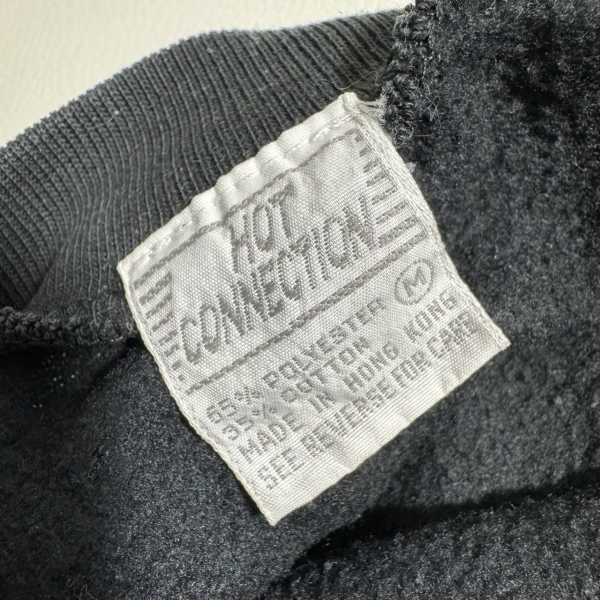 HOT
CONNECTION
M
65% POLYESTER
35% COTTON
MADE IN HONG KONG
SEE REVERSE FOR CARE